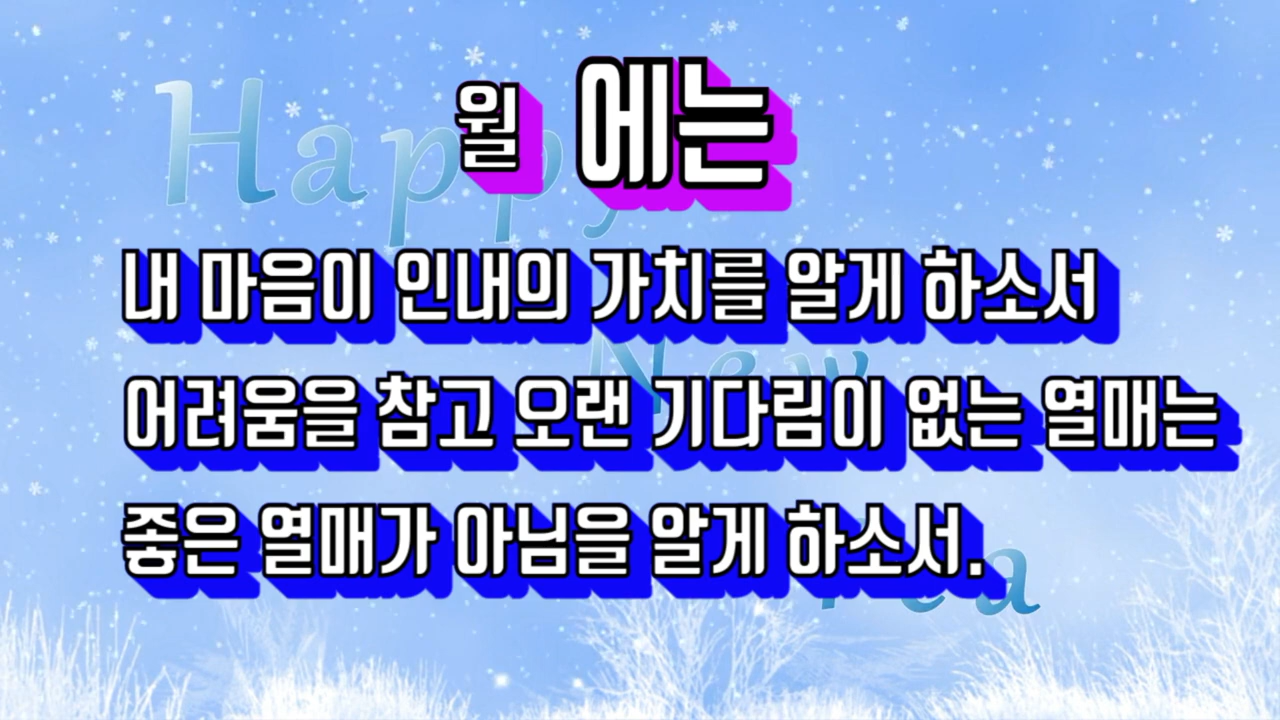 월 에는
내 마음이 인내의 가치를 알게 하소서
어려움을 참고 오랜 기다림이 없는 열매는
좋은 열매가 아님을 알게 하소서.
Happy
New